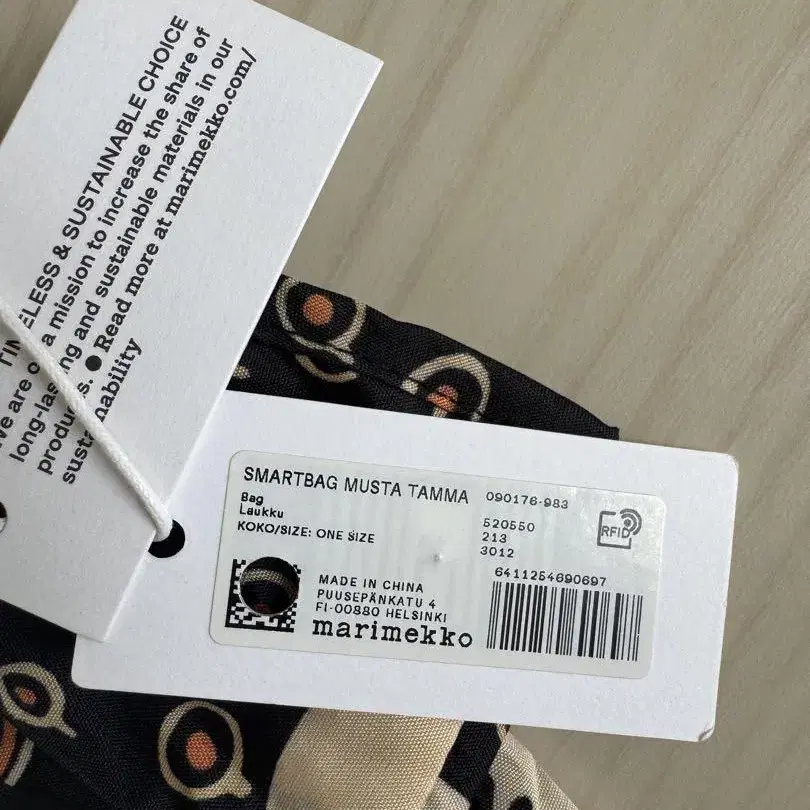 TIMELESS & SUSTAINABLE CHOICE
We are on a mission to increase the share of
long-lasting and sustainable materials in our
products. ● Read more at marimekko.com/
sustainability
SMARTBAG MUSTA TAMMA 090176-983
Bag
Laukku
KOKO/SIZE: ONE SIZE
520550
213
3012
RFID
6411254690697
MADE IN CHINA
PUUSEPÄNKATU 4
FI-00880 HELSINKI
marimekko